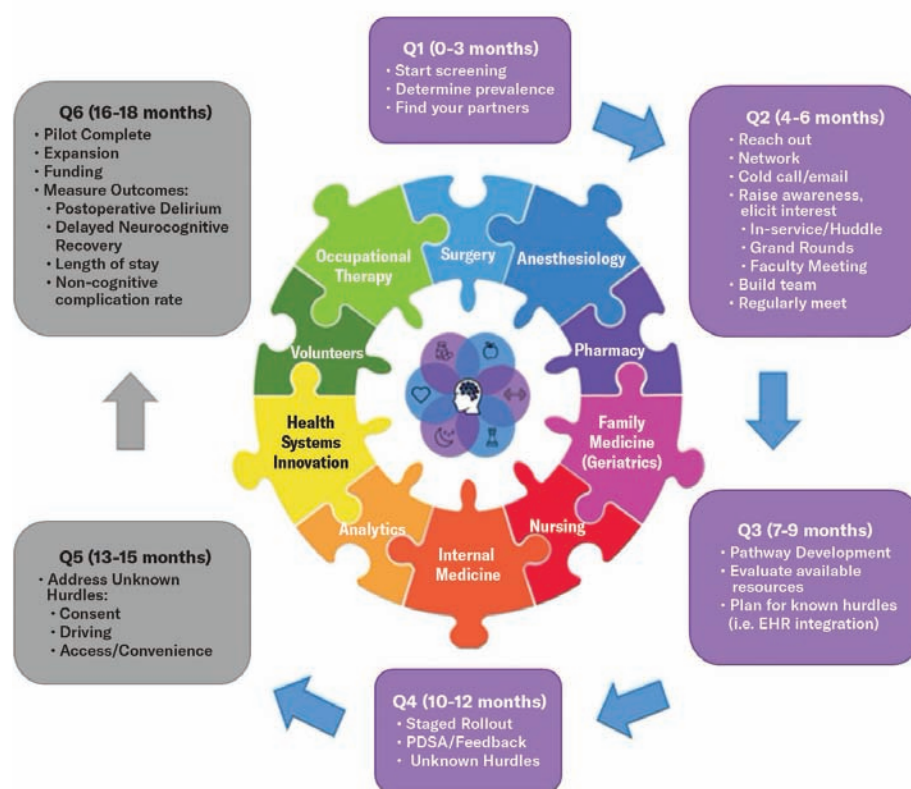 Q1 (0-3 months)
• Start screening
• Determine prevalence
• Find your partners
Q2 (4-6 months)
• Reach out
• Network
• Cold call/email
• Raise awareness,
elicit interest
• In-service/Huddle
• Grand Rounds
• Faculty Meeting
• Build team
• Regularly meet
Q3 (7-9 months)
• Pathway Development
• Evaluate available
resources
• Plan for known hurdles
(i.e. EHR integration)
Q4 (10-12 months)
• Staged Rollout
• PDSA/Feedback
• Unknown Hurdles
Q5 (13-15 months)
• Address Unknown
Hurdles:
• Consent
• Driving
• Access/Convenience
Q6 (16-18 months)
• Pilot Complete
• Expansion
• Funding
• Measure Outcomes:
• Postoperative Delirium
• Delayed Neurocognitive
Recovery
• Length of stay
• Non-cognitive
complication rate
Surgery
Anesthesiology
Pharmacy
Family
Medicine
(Geriatrics)
Nursing
Internal
Medicine
Analytics
Health
Systems
Innovation
Volunteers
Occupational
Therapy